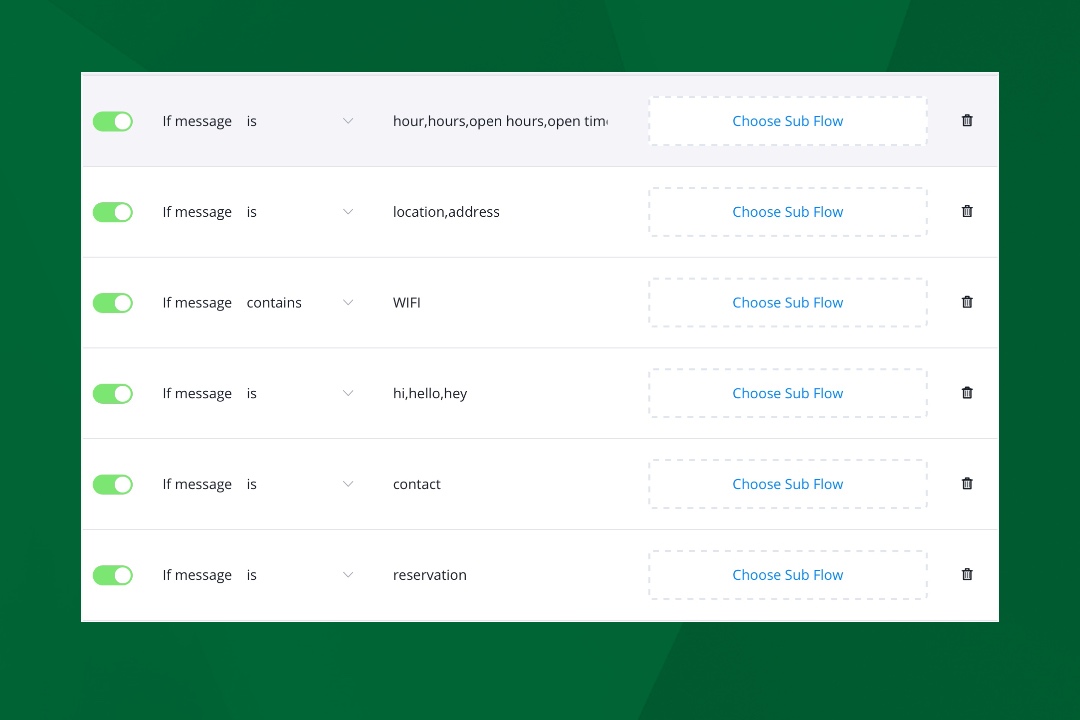 If message is hour,hours,open hours,open Choose Sub Flow
If message is location,address Choose Sub Flow
If message contains WIFI Choose Sub Flow
If message is hi,hello,hey Choose Sub Flow
If message is contact Choose Sub Flow
If message is reservation Choose Sub Flow